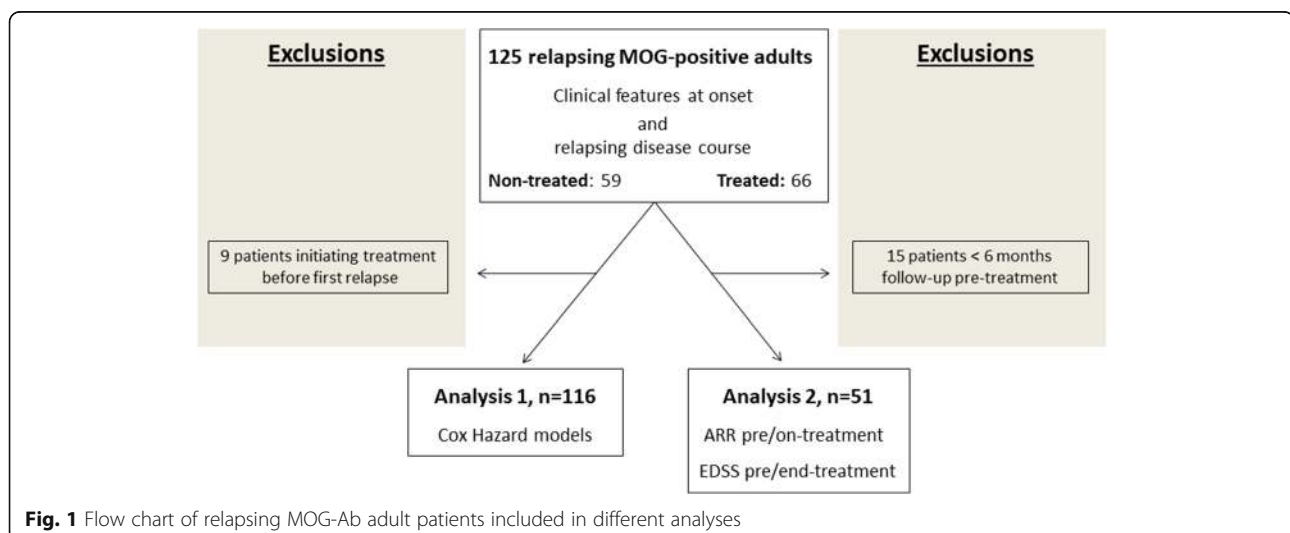 Exclusions
125 relapsing MOG-positive adults
Clinical features at onset
and
relapsing disease course
Non-treated: 59 Treated: 66
Exclusions
9 patients initiating treatment
before first relapse
15 patients < 6 months
follow-up pre-treatment
Analysis 1, n=116
Cox Hazard models
Analysis 2, n=51
ARR pre/on-treatment
EDSS pre/end-treatment
Fig. 1 Flow chart of relapsing MOG-Ab adult patients included in different analyses